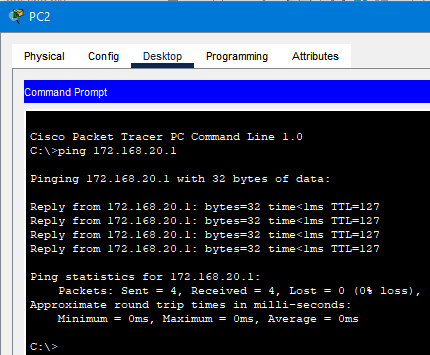 PC2
Physical Config Desktop Programming Attributes
Command Prompt
Cisco Packet Tracer PC Command Line 1.0
C:\>ping 172.168.20.1
Pinging 172.168.20.1 with 32 bytes of data:
Reply from 172.168.20.1: bytes=32 time<1ms TTL=127
Reply from 172.168.20.1: bytes=32 time<1ms TTL=127
Reply from 172.168.20.1: bytes=32 time<1ms TTL=127
Reply from 172.168.20.1: bytes=32 time<1ms TTL=127
Ping statistics for 172.168.20.1:
Packets: Sent = 4, Received = 4, Lost = 0 (0% loss),
Approximate round trip times in milli-seconds:
Minimum = 0ms, Maximum = 0ms, Average = 0ms
C:\>